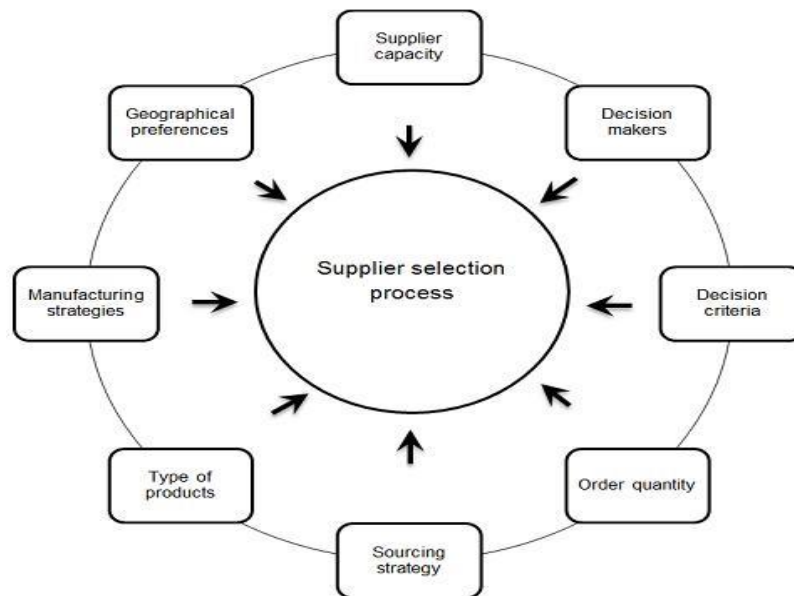 Supplier
capacity
Geographical
preferences
Decision
makers
Supplier selection
process
Manufacturing
strategies
Decision
criteria
Type of
products
Order quantity
Sourcing
strategy